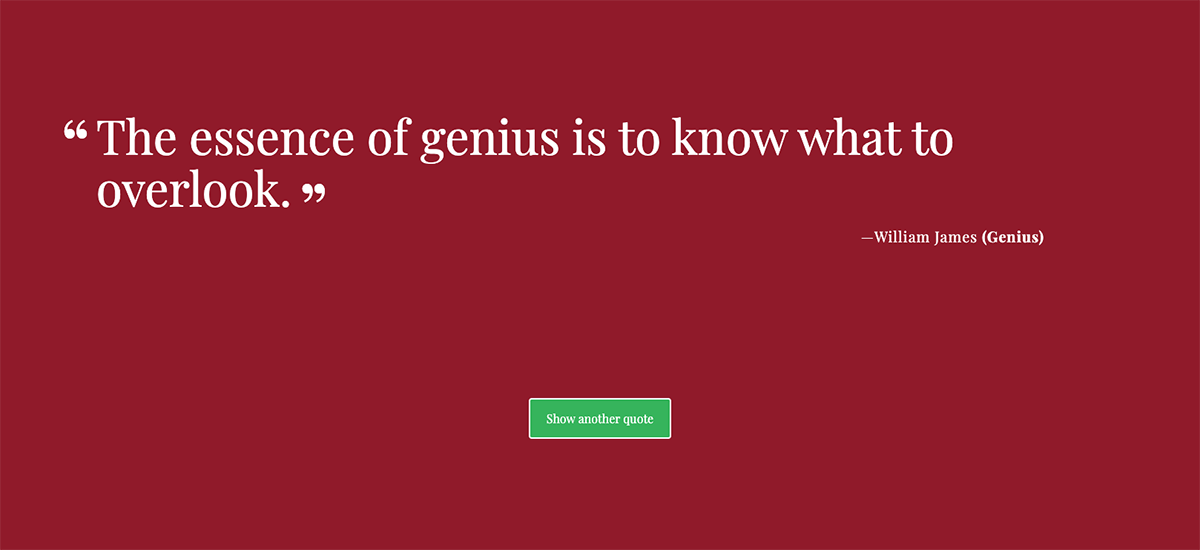 “ The essence of genius is to know what to
overlook. ”
—William James (Genius)
Show another quote